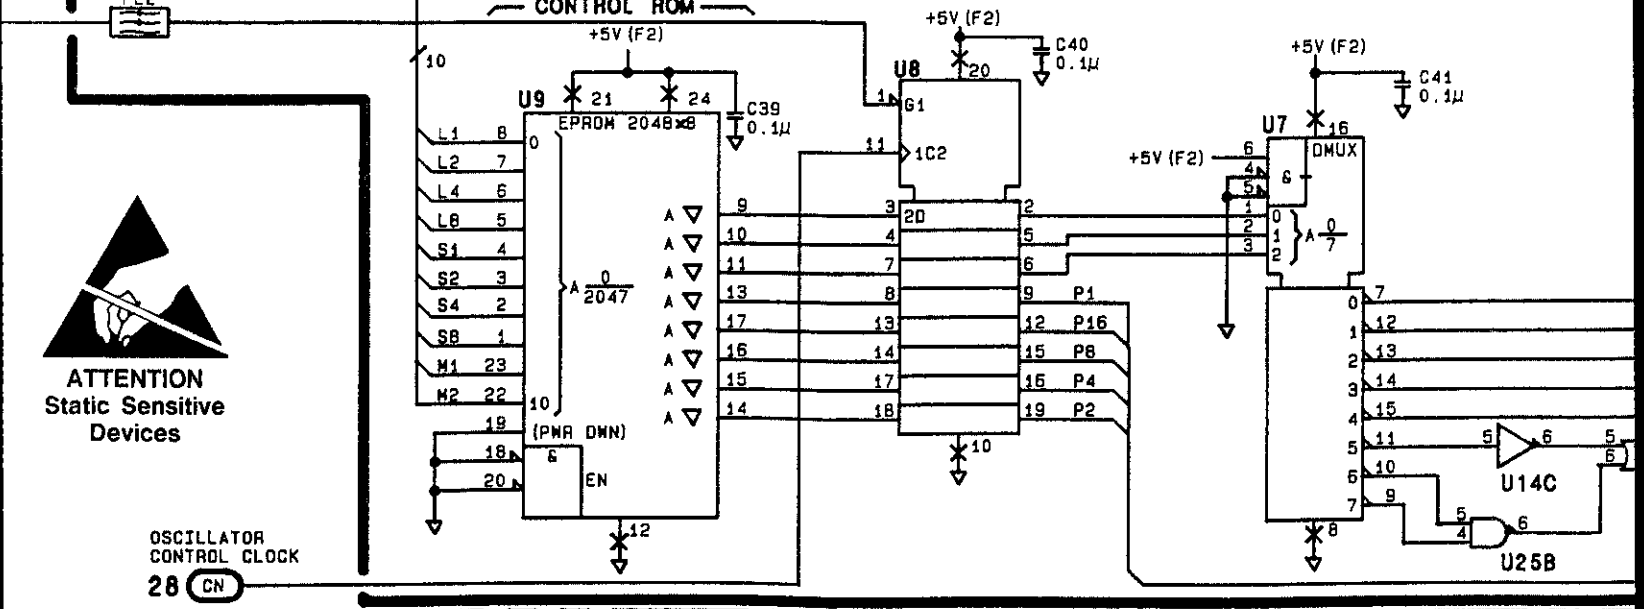 CONTROL ROM
+5V (F2)
+5V (F2)
+5V (F2)
10
C40
0.1µ
C41
0.1µ
C39
0.1µ
U9
21
24
EPROM 2048x8
U8
20
1
G1
11
1C2
U7
16
DMUX
+5V (F2)
6
4
5
&
L1 8 0
L2 7
L4 6
L8 5
S1 4
S2 3
S4 2
S8 1
M1 23
M2 22 10
A 0/2047
19 (PWR DWN)
18 &
20 EN
12
A 9 3 2D 2
A 10 4 5
A 11 7 6
A 13 8 9 P1
A 17 13 12 P16
A 16 14 15 P8
A 15 17 16 P4
A 14 18 19 P2
10
1 0
2 1
3 2
A 0/7
0 7
1 12
2 13
3 14
4 15
5 11
6 10
7 9
8
5 6
U14C
5
6
5
4
6
U25B
ATTENTION
Static Sensitive
Devices
OSCILLATOR
CONTROL CLOCK
28 CN